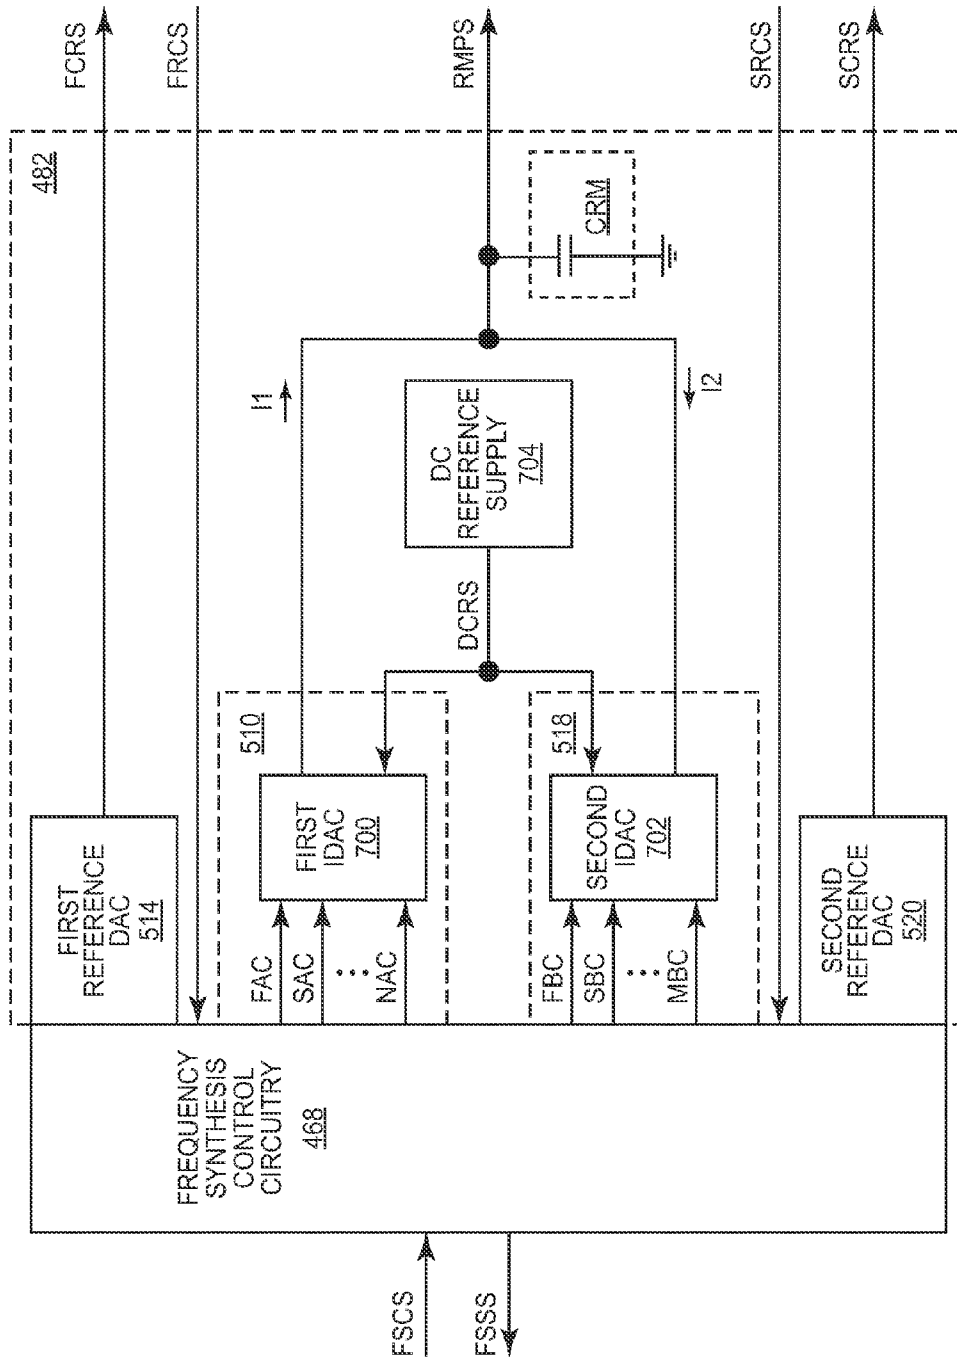 482
FCRS
FRCS
RMPS
SRCS
SCRS
CRM
I1
I2
DC
REFERENCE
SUPPLY
704
DCRS
510
518
FIRST
REFERENCE
DAC
514
FIRST
IDAC
700
SECOND
IDAC
702
SECOND
REFERENCE
DAC
520
FAC
SAC
NAC
FBC
SBC
MBC
FREQUENCY
SYNTHESIS
CONTROL
CIRCUITRY
468
FSCS
FSSS